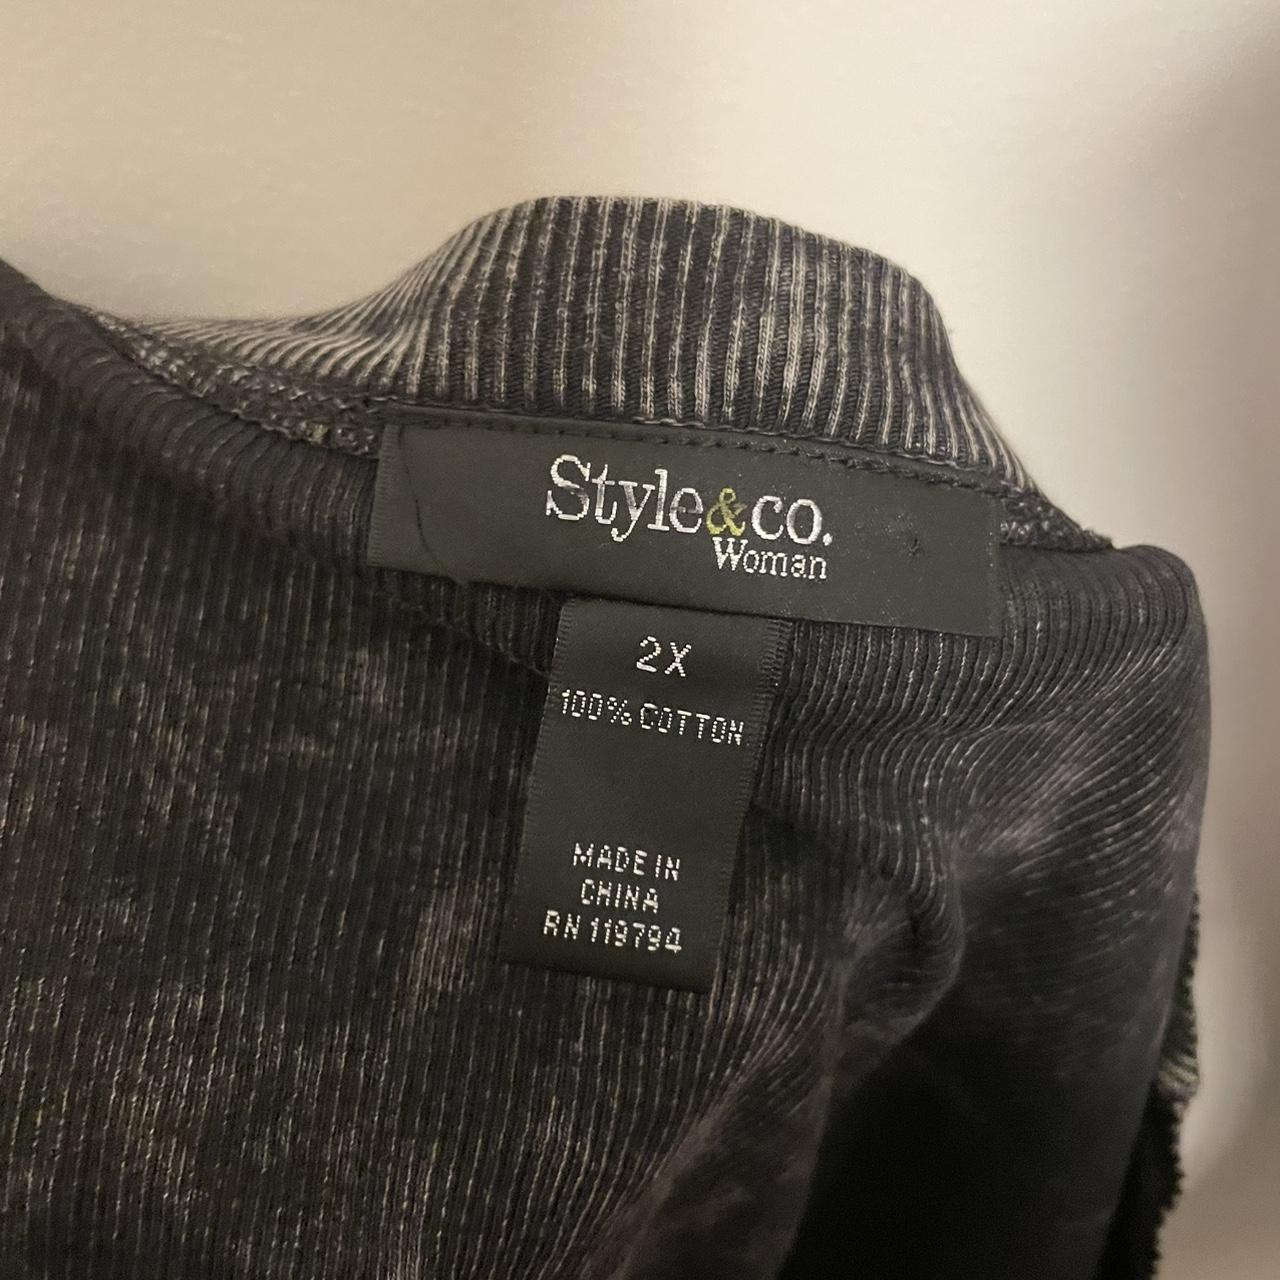 Style&co.
Woman
2X
100% COTTON
MADE IN
CHINA
RN 119794